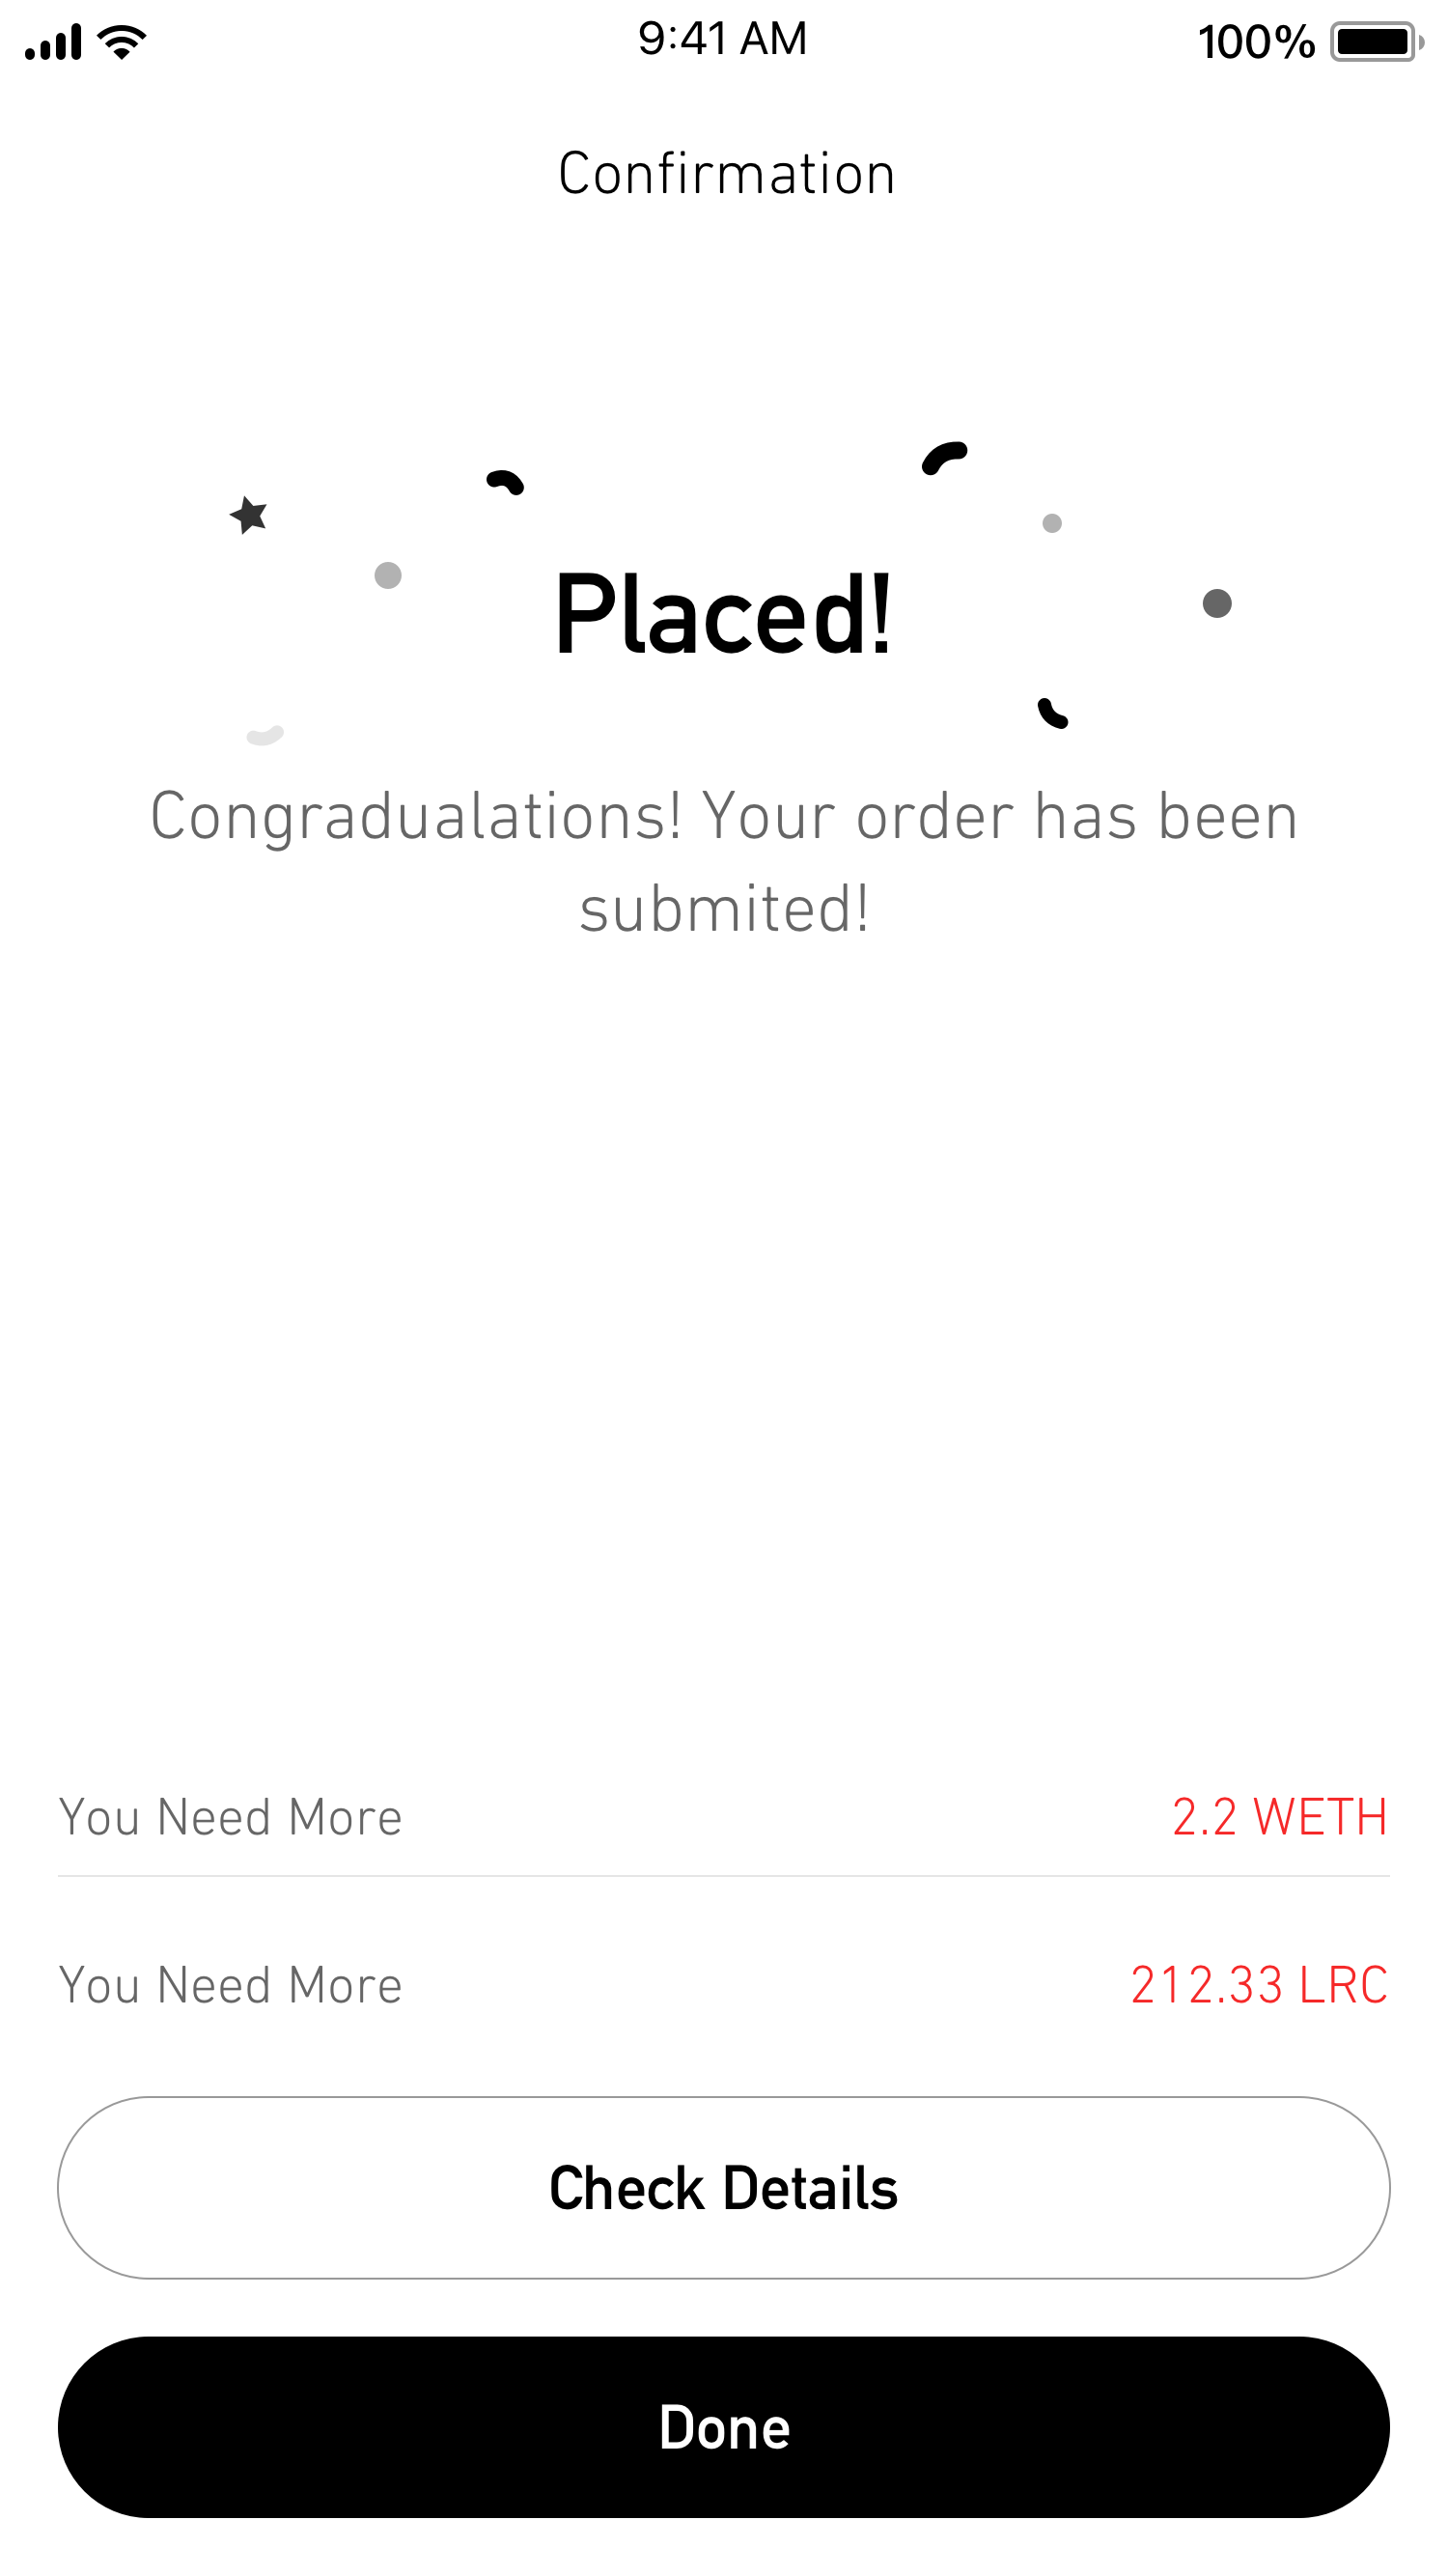 9:41 AM
100%
Confirmation
Placed!
Congradualations! Your order has been
submited!
You Need More
2.2 WETH
You Need More
212.33 LRC
Check Details
Done